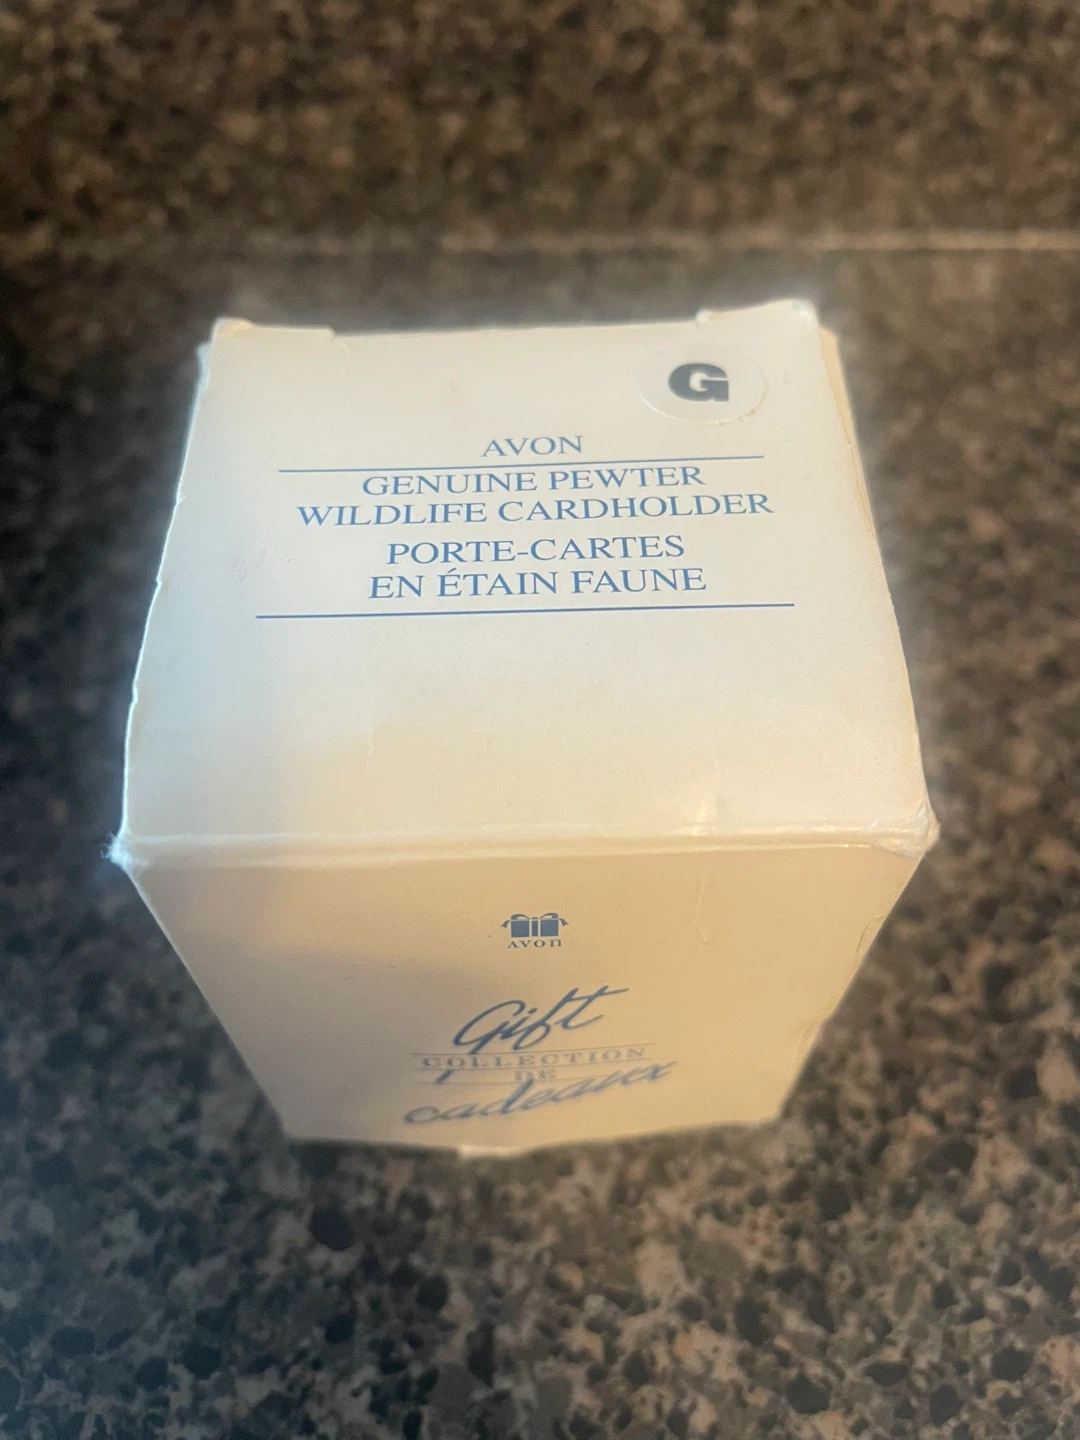 G
AVON
GENUINE PEWTER
WILDLIFE CARDHOLDER
PORTE-CARTES
EN ÉTAIN FAUNE
AVON
Gift
COLLECTION
DE
cadeaux